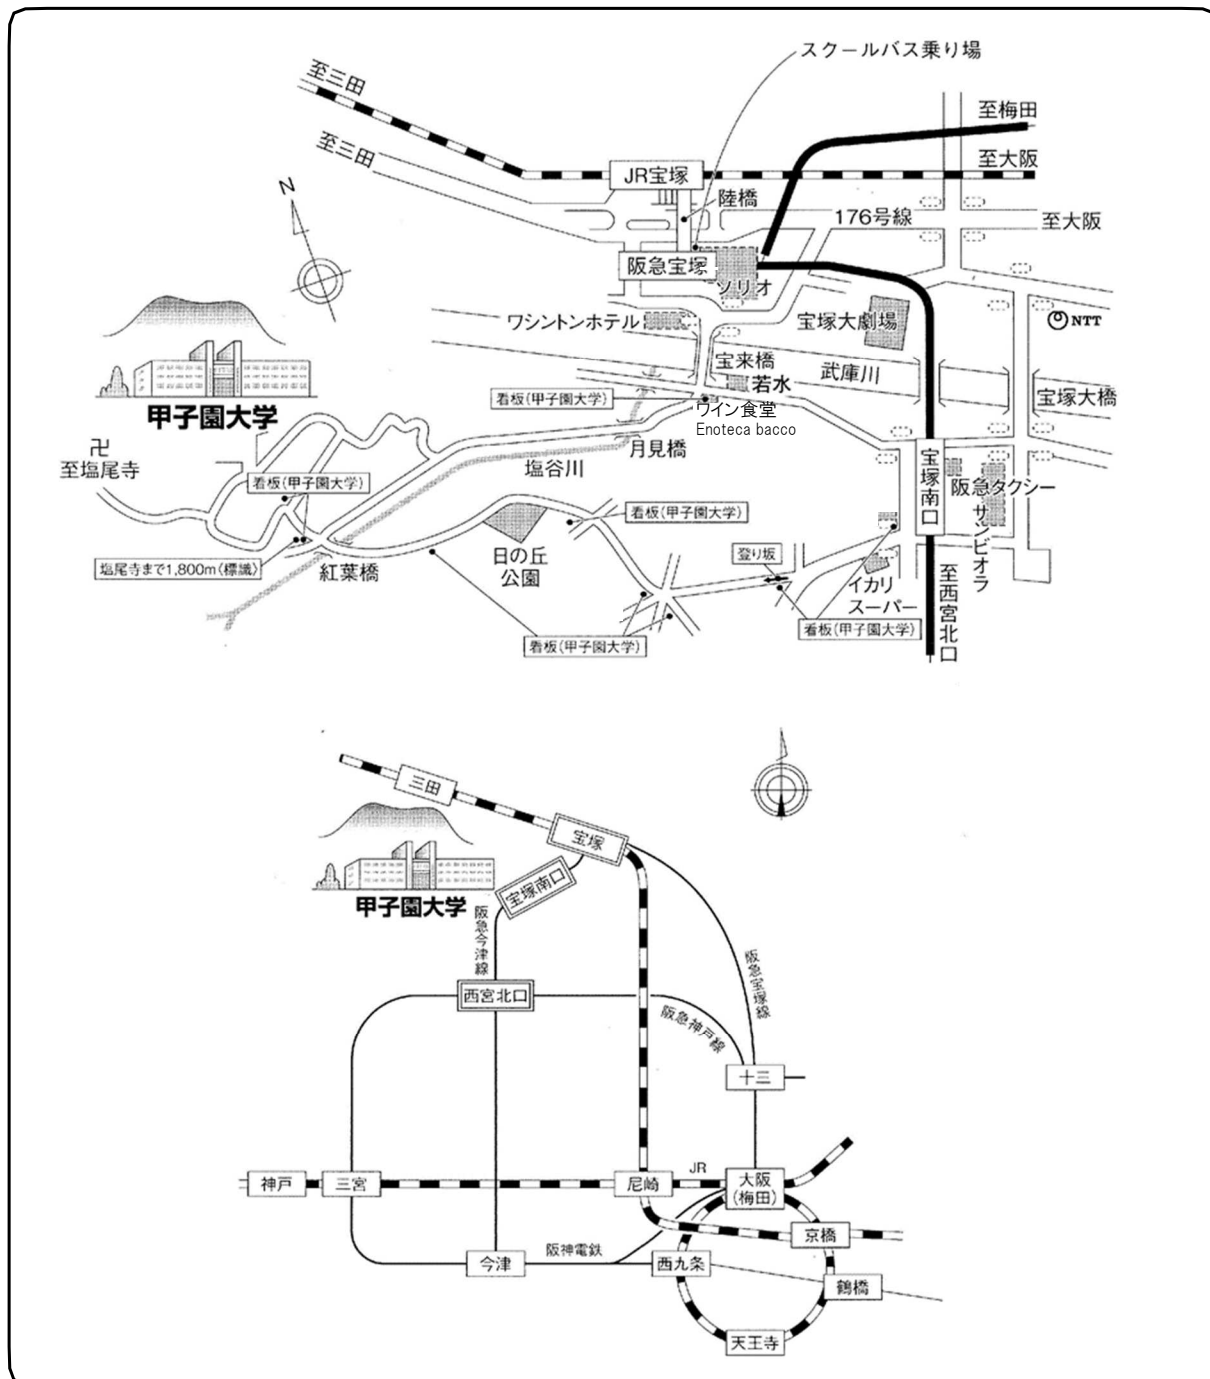 スクールバス乗り場
至三田
至梅田
至三田
至大阪
JR宝塚
N
陸橋
176号線
至大阪
阪急宝塚
ソリオ
ワシントンホテル
宝塚大劇場
NTT
宝来橋
武庫川
若水
宝塚大橋
看板(甲子園大学)
ワイン食堂
Enoteca bacco
甲子園大学
卍
至塩尾寺
月見橋
塩谷川
宝塚南口
看板(甲子園大学)
阪急タクシー
サンビオラ
看板(甲子園大学)
日の丘
公園
登り坂
塩尾寺まで1,800m〈標識〉
紅葉橋
イカリ
スーパー
至西宮北口
看板(甲子園大学)
看板(甲子園大学)
三田
宝塚
宝塚南口
甲子園大学
阪急今津線
阪急宝塚線
西宮北口
阪急神戸線
十三
JR
神戸
三宮
尼崎
大阪
(梅田)
京橋
阪神電鉄
今津
西九条
鶴橋
天王寺